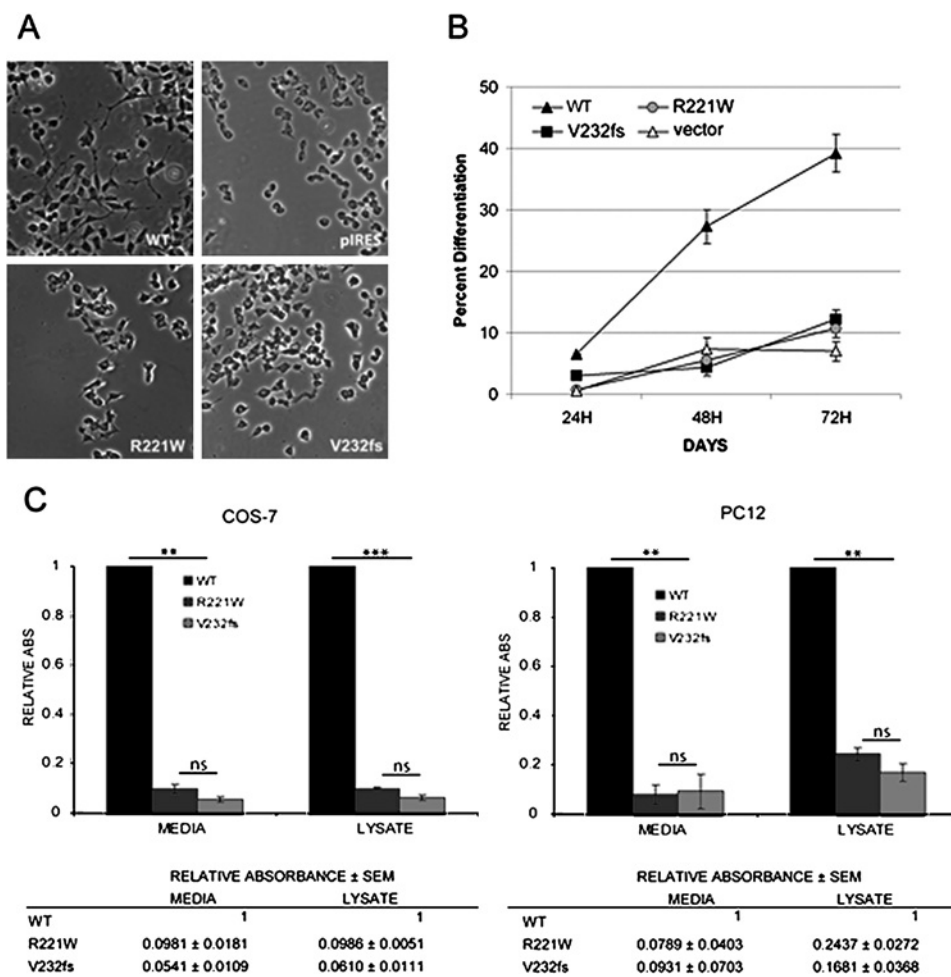 A
WT
pIRES
R221W
V232fs
B
50
40
30
20
10
0
Percent Differentiation
WT
R221W
V232fs
vector
24H
48H
72H
DAYS
C
COS-7
1
0.8
0.6
0.4
0.2
0
RELATIVE ABS
**
***
WT
R221W
V232fs
ns
ns
MEDIA
LYSATE
RELATIVE ABSORBANCE ± SEM
MEDIA LYSATE
WT 1 1
R221W 0.0981 ± 0.0181 0.0986 ± 0.0051
V232fs 0.0541 ± 0.0109 0.0610 ± 0.0111
PC12
1
0.8
0.6
0.4
0.2
0
RELATIVE ABS
**
**
WT
R221W
V232fs
ns
ns
MEDIA
LYSATE
RELATIVE ABSORBANCE ± SEM
MEDIA LYSATE
WT 1 1
R221W 0.0789 ± 0.0403 0.2437 ± 0.0272
V232fs 0.0931 ± 0.0703 0.1681 ± 0.0368